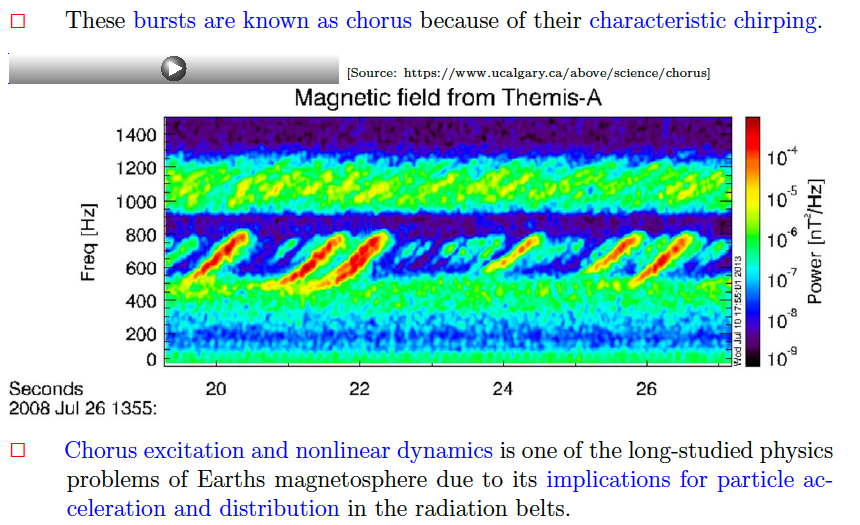 □ These bursts are known as chorus because of their characteristic chirping.
[Source: https://www.ucalgary.ca/above/science/chorus]
Magnetic field from Themis-A
1400
1200
1000
800
600
400
200
0
Freq [Hz]
10-4
10-5
10-6
10-7
10-8
10-9
Power [nT²/Hz]
Wed Jul 10 17:55:01 2013
Seconds 20 22 24 26
2008 Jul 26 1355:
□ Chorus excitation and nonlinear dynamics is one of the long-studied physics
problems of Earths magnetosphere due to its implications for particle ac-
celeration and distribution in the radiation belts.